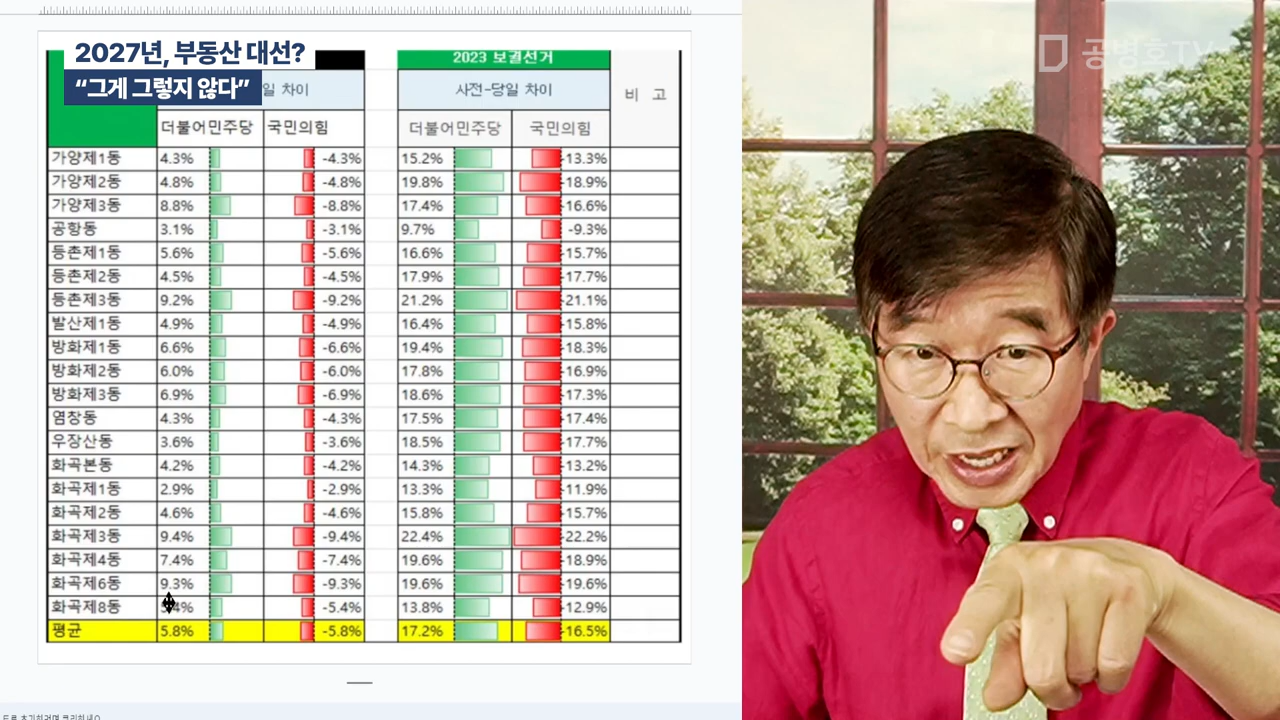 2027년, 부동산 대선?
“그게 그렇지 않다”
공병호TV
2023 보궐선거
일 차이 사전-당일 차이 비 고
더불어민주당 국민의힘 더불어민주당 국민의힘
가양제1동 4.3% -4.3% 15.2% -13.3%
가양제2동 4.8% -4.8% 19.8% -18.9%
가양제3동 8.8% -8.8% 17.4% -16.6%
공항동 3.1% -3.1% 9.7% -9.3%
등촌제1동 5.6% -5.6% 16.6% -15.7%
등촌제2동 4.5% -4.5% 17.9% -17.7%
등촌제3동 9.2% -9.2% 21.2% -21.1%
발산제1동 4.9% -4.9% 16.4% -15.8%
방화제1동 6.6% -6.6% 19.4% -18.3%
방화제2동 6.0% -6.0% 17.8% -16.9%
방화제3동 6.9% -6.9% 18.6% -17.3%
염창동 4.3% -4.3% 17.5% -17.4%
우장산동 3.6% -3.6% 18.5% -17.7%
화곡본동 4.2% -4.2% 14.3% -13.2%
화곡제1동 2.9% -2.9% 13.3% -11.9%
화곡제2동 4.6% -4.6% 15.8% -15.7%
화곡제3동 9.4% -9.4% 22.4% -22.2%
화곡제4동 7.4% -7.4% 19.6% -18.9%
화곡제6동 9.3% -9.3% 19.6% -19.6%
화곡제8동 -5.4% 13.8% -12.9%
평균 5.8% -5.8% 17.2% -16.5%